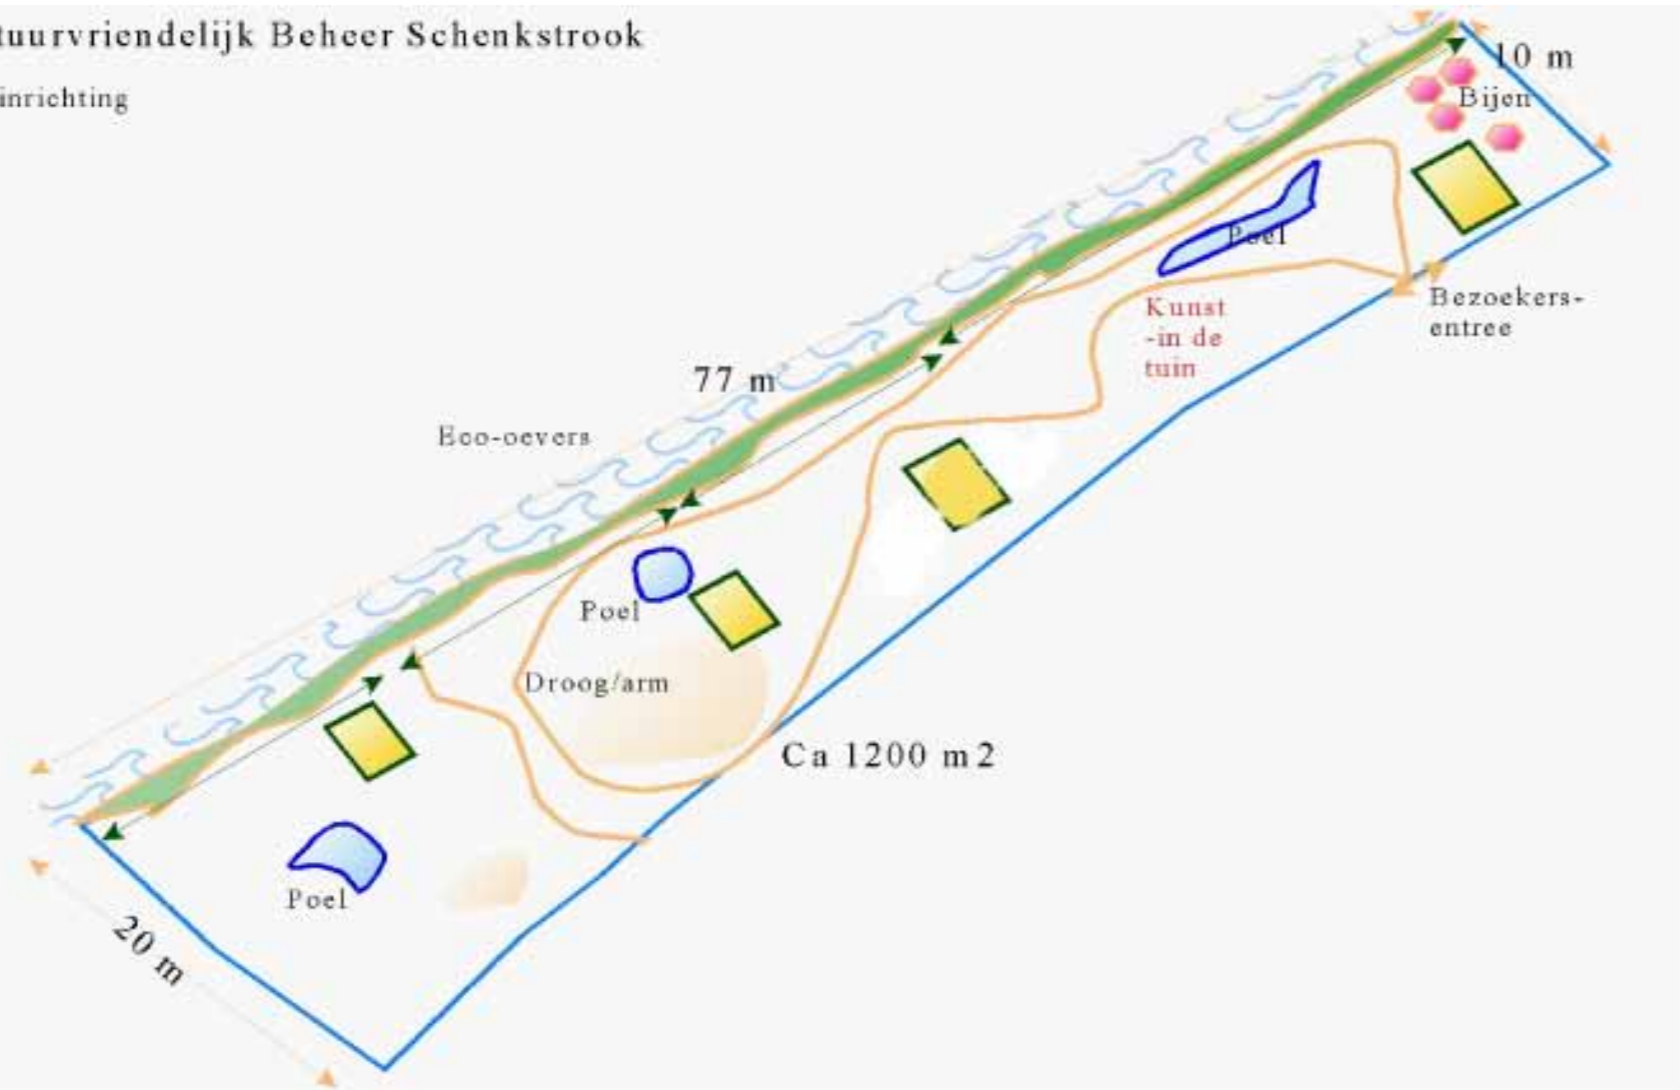 tuurvriendelijk Beheer Schenkstrook
inrichting
10 m
Bijen
Poel
Bezoekers-
entree
Kunst
-in de
tuin
77 m
Eco-oevers
Poel
Droog/arm
Ca 1200 m2
Poel
20 m